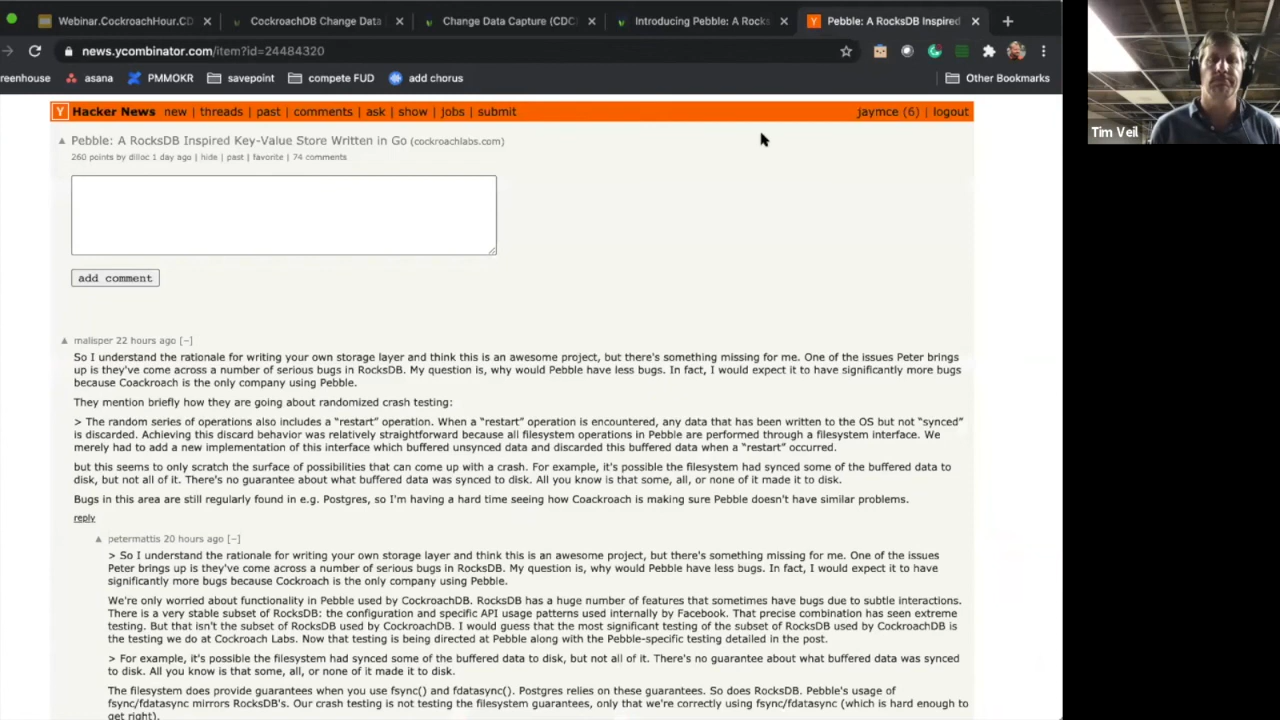 Webinar.CockroachHour.CD
CockroachDB Change Data
Change Data Capture (CDC)
Introducing Pebble: A Rocks
Pebble: A RocksDB Inspired
news.ycombinator.com/item?id=24484320
reenhouse
asana
PMMOKR
savepoint
compete FUD
add chorus
Other Bookmarks
Tim Veil
Y Hacker News new | threads | past | comments | ask | show | jobs | submit
jaymce (6) | logout
Pebble: A RocksDB Inspired Key-Value Store Written in Go (cockroachlabs.com)
260 points by dilloc 1 day ago | hide | past | favorite | 74 comments
add comment
malisper 22 hours ago [–]
So I understand the rationale for writing your own storage layer and think this is an awesome project, but there's something missing for me. One of the issues Peter brings
up is they've come across a number of serious bugs in RocksDB. My question is, why would Pebble have less bugs. In fact, I would expect it to have significantly more bugs
because Coackroach is the only company using Pebble.
They mention briefly how they are going about randomized crash testing:
> The random series of operations also includes a “restart” operation. When a “restart” operation is encountered, any data that has been written to the OS but not “synced”
is discarded. Achieving this discard behavior was relatively straightforward because all filesystem operations in Pebble are performed through a filesystem interface. We
merely had to add a new implementation of this interface which buffered unsynced data and discarded this buffered data when a “restart” occurred.
but this seems to only scratch the surface of possibilities that can come up with a crash. For example, it's possible the filesystem had synced some of the buffered data to
disk, but not all of it. There's no guarantee about what buffered data was synced to disk. All you know is that some, all, or none of it made it to disk.
Bugs in this area are still regularly found in e.g. Postgres, so I'm having a hard time seeing how Coackroach is making sure Pebble doesn't have similar problems.
reply
petermattis 20 hours ago [–]
> So I understand the rationale for writing your own storage layer and think this is an awesome project, but there's something missing for me. One of the issues
Peter brings up is they've come across a number of serious bugs in RocksDB. My question is, why would Pebble have less bugs. In fact, I would expect it to have
significantly more bugs because Cockroach is the only company using Pebble.
We're only worried about functionality in Pebble used by CockroachDB. RocksDB has a huge number of features that sometimes have bugs due to subtle interactions.
There is a very stable subset of RocksDB: the configuration and specific API usage patterns used internally by Facebook. That precise combination has seen extreme
testing. But that isn't the subset of RocksDB used by CockroachDB. I would guess that the most significant testing of the subset of RocksDB used by CockroachDB is
the testing we do at Cockroach Labs. Now that testing is being directed at Pebble along with the Pebble-specific testing detailed in the post.
> For example, it's possible the filesystem had synced some of the buffered data to disk, but not all of it. There's no guarantee about what buffered data was synced
to disk. All you know is that some, all, or none of it made it to disk.
The filesystem does provide guarantees when you use fsync() and fdatasync(). Postgres relies on these guarantees. So does RocksDB. Pebble's usage of
fsync/fdatasync mirrors RocksDB's. Our crash testing is not testing the filesystem guarantees, only that we're correctly using fsync/fdatasync (which is hard enough to
get right).